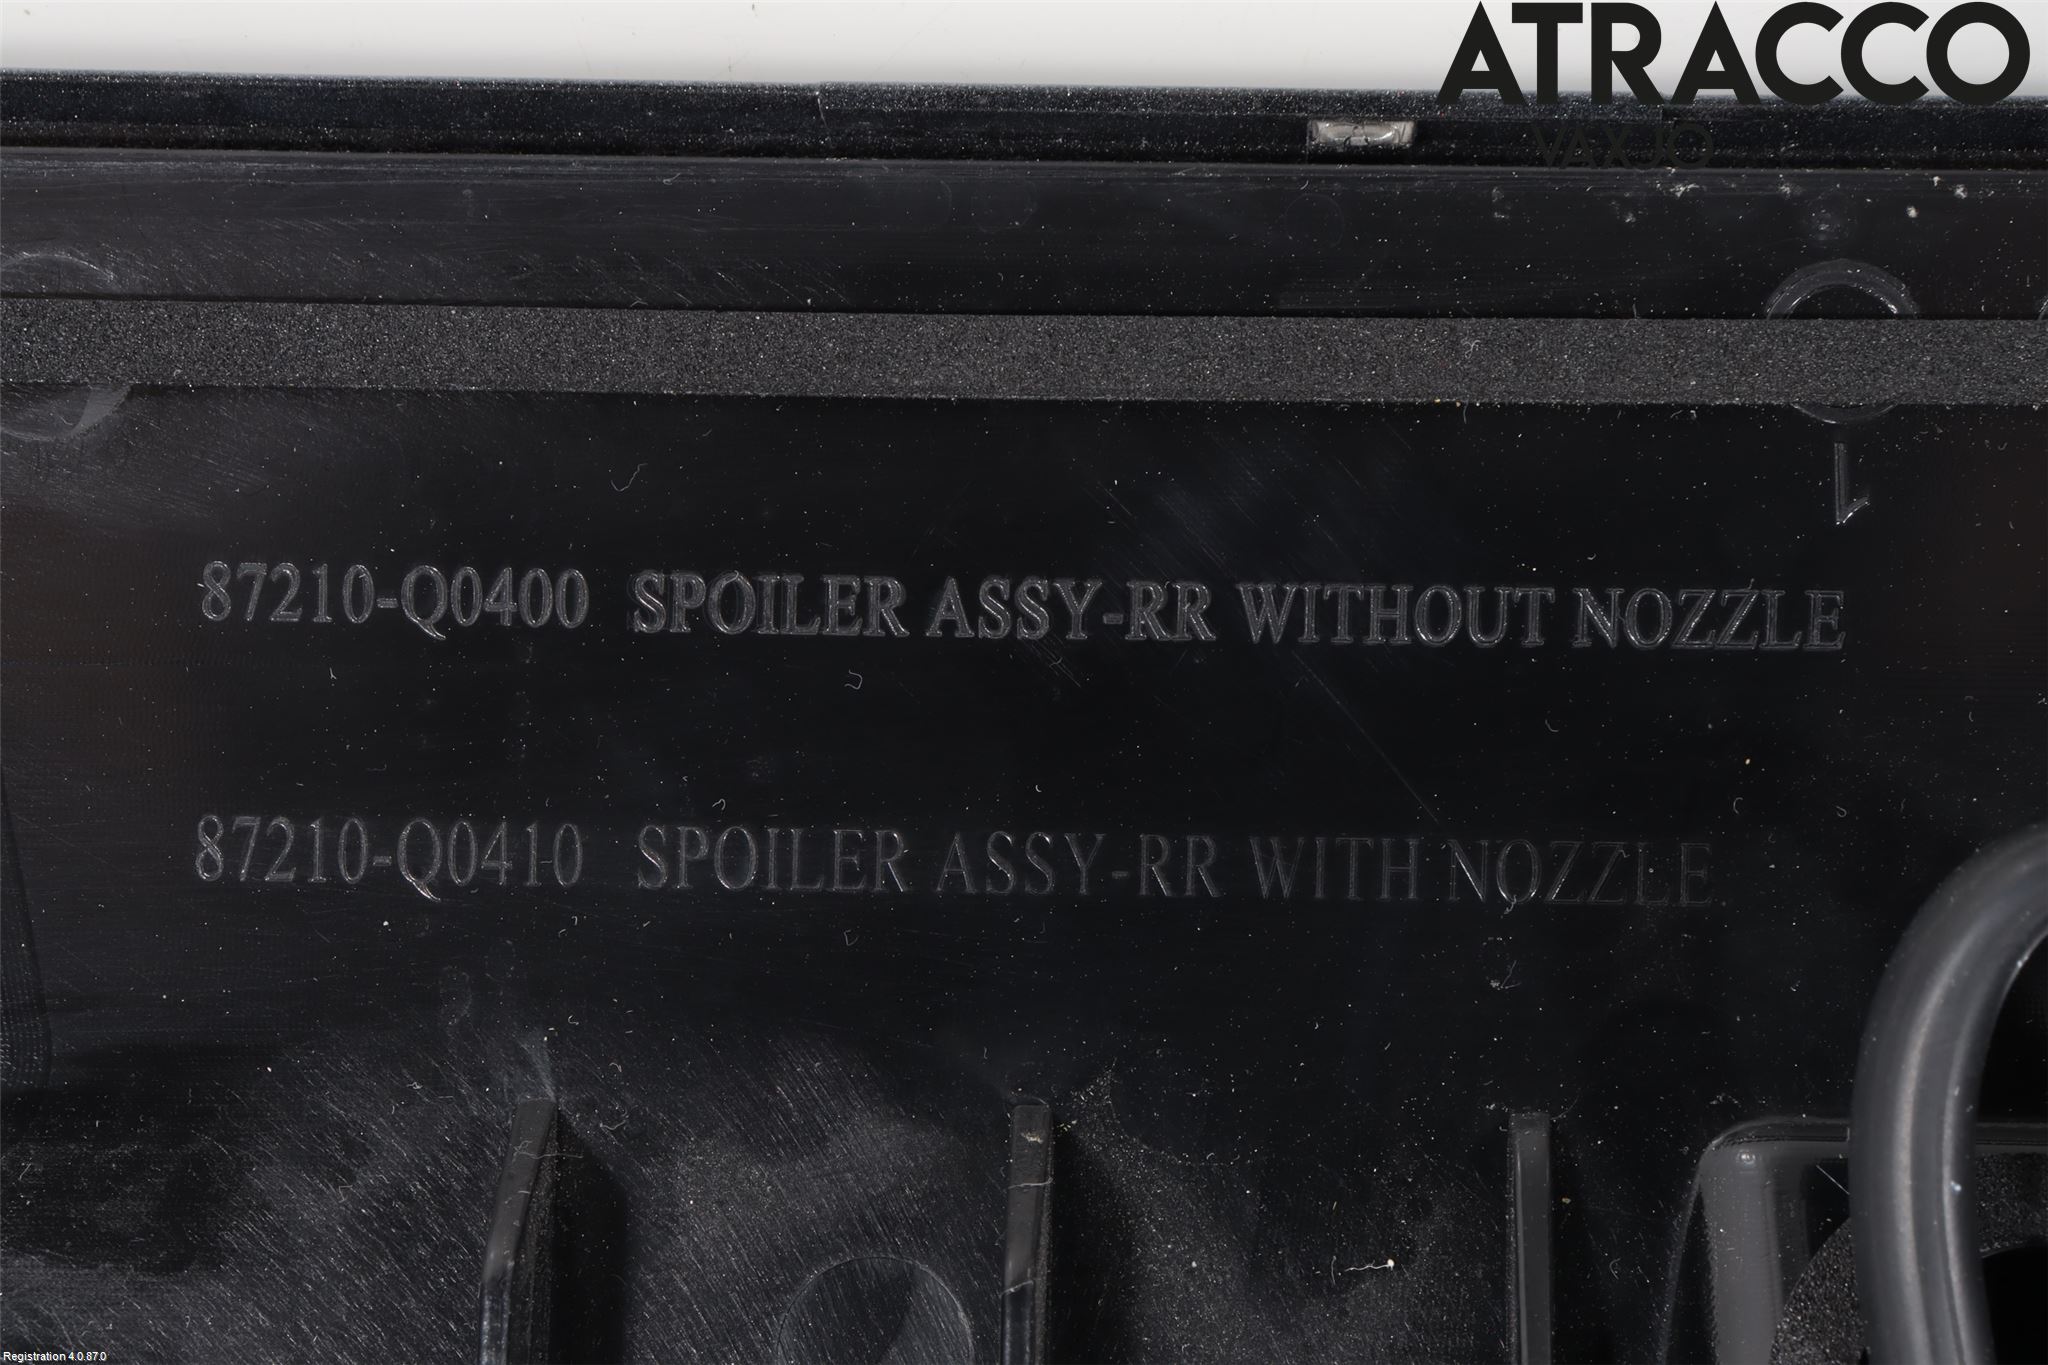 ATRACCO
VÄXJÖ
1
87210-Q0400 SPOILER ASSY-RR WITHOUT NOZZLE
87210-Q0410 SPOILER ASSY-RR WITH NOZZLE
Registration 4.0.87.0